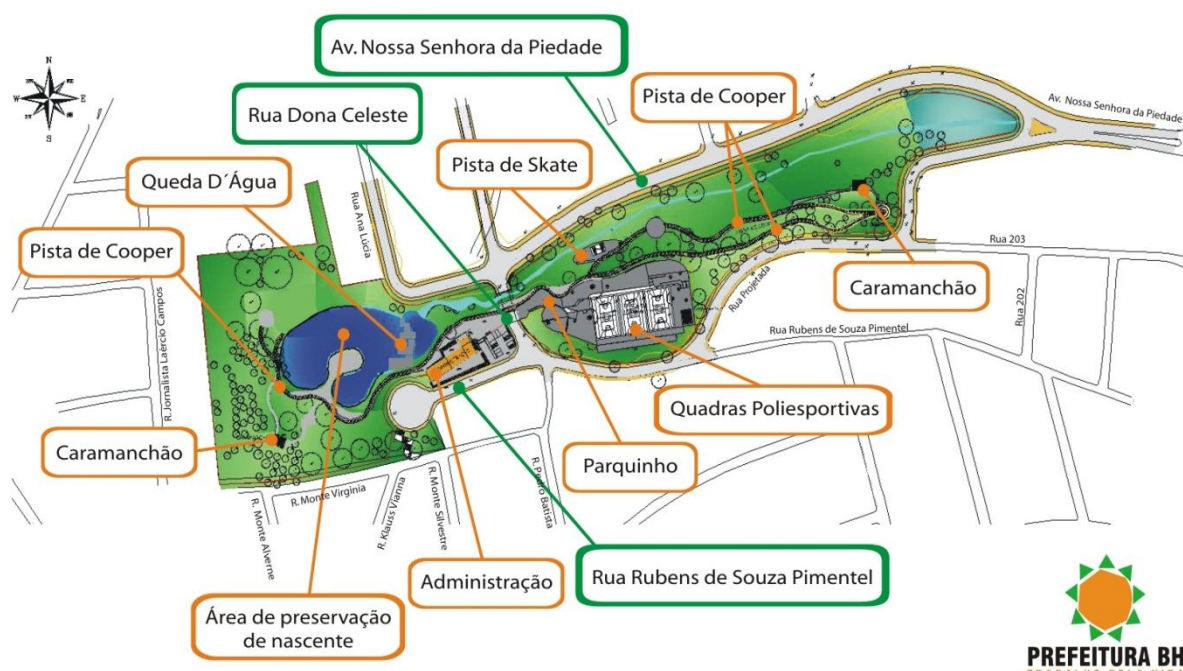 Av. Nossa Senhora da Piedade
N
W
E
S
Rua Dona Celeste
Pista de Cooper
Av. Nossa Senhora da Piedade
Queda D´Água
Pista de Skate
Rua Ana Lúcia
Pista de Cooper
Rua 203
Caramanchão
Rua Projetada
Rua 202
R. Jornalista Laércio Campos
Rua Rubens de Souza Pimentel
Quadras Poliesportivas
Caramanchão
Parquinho
R. Monte Virgínia
R. Monte Alverne
R. Klauss Vianna
R. Monte Silvestre
R. Pedro Batista
Administração
Rua Rubens de Souza Pimentel
Área de preservação
de nascente
PREFEITURA BH